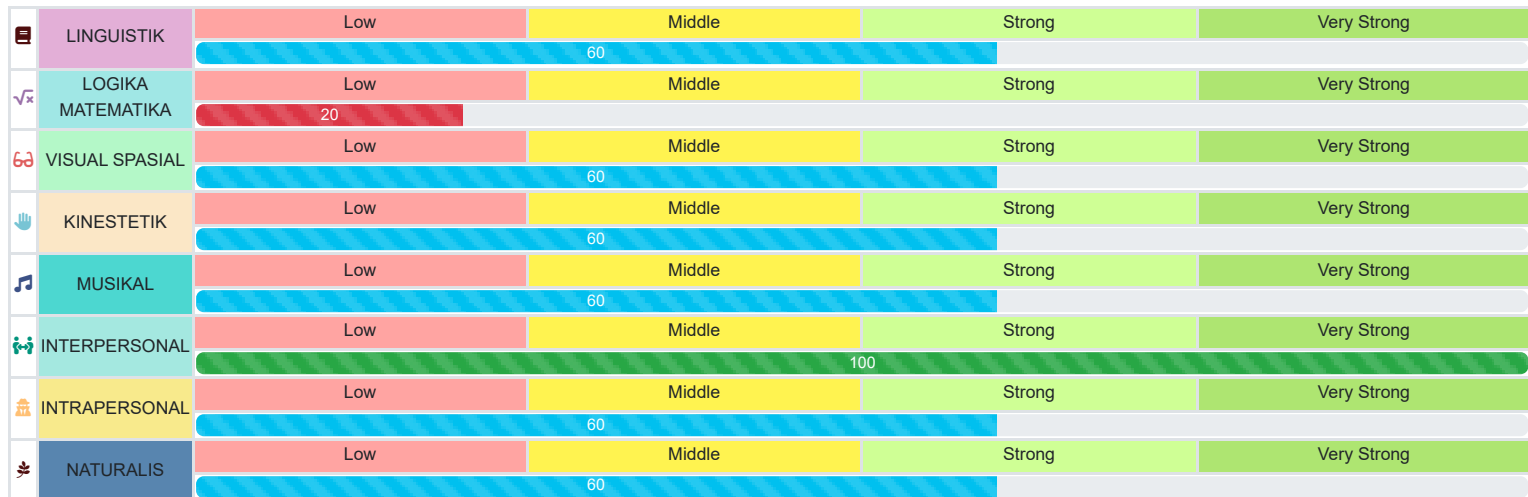 LINGUISTIK
Low Middle Strong Very Strong
60
LOGIKA
MATEMATIKA
Low Middle Strong Very Strong
20
VISUAL SPASIAL
Low Middle Strong Very Strong
60
KINESTETIK
Low Middle Strong Very Strong
60
MUSIKAL
Low Middle Strong Very Strong
60
INTERPERSONAL
Low Middle Strong Very Strong
100
INTRAPERSONAL
Low Middle Strong Very Strong
60
NATURALIS
Low Middle Strong Very Strong
60